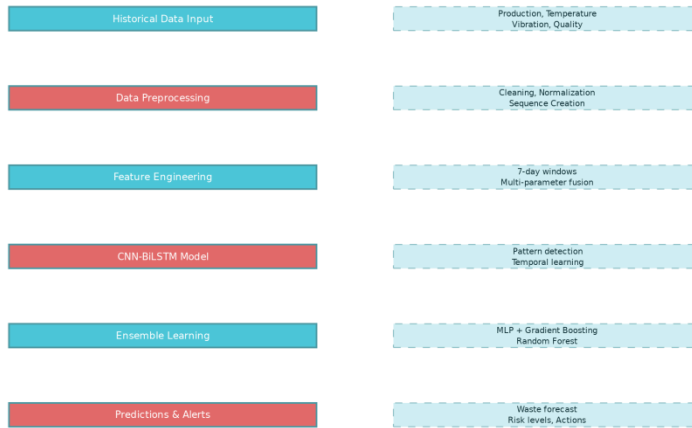 Historical Data Input
Production, Temperature
Vibration, Quality
Data Preprocessing
Cleaning, Normalization
Sequence Creation
Feature Engineering
7-day windows
Multi-parameter fusion
CNN-BiLSTM Model
Pattern detection
Temporal learning
Ensemble Learning
MLP + Gradient Boosting
Random Forest
Predictions & Alerts
Waste forecast
Risk levels, Actions